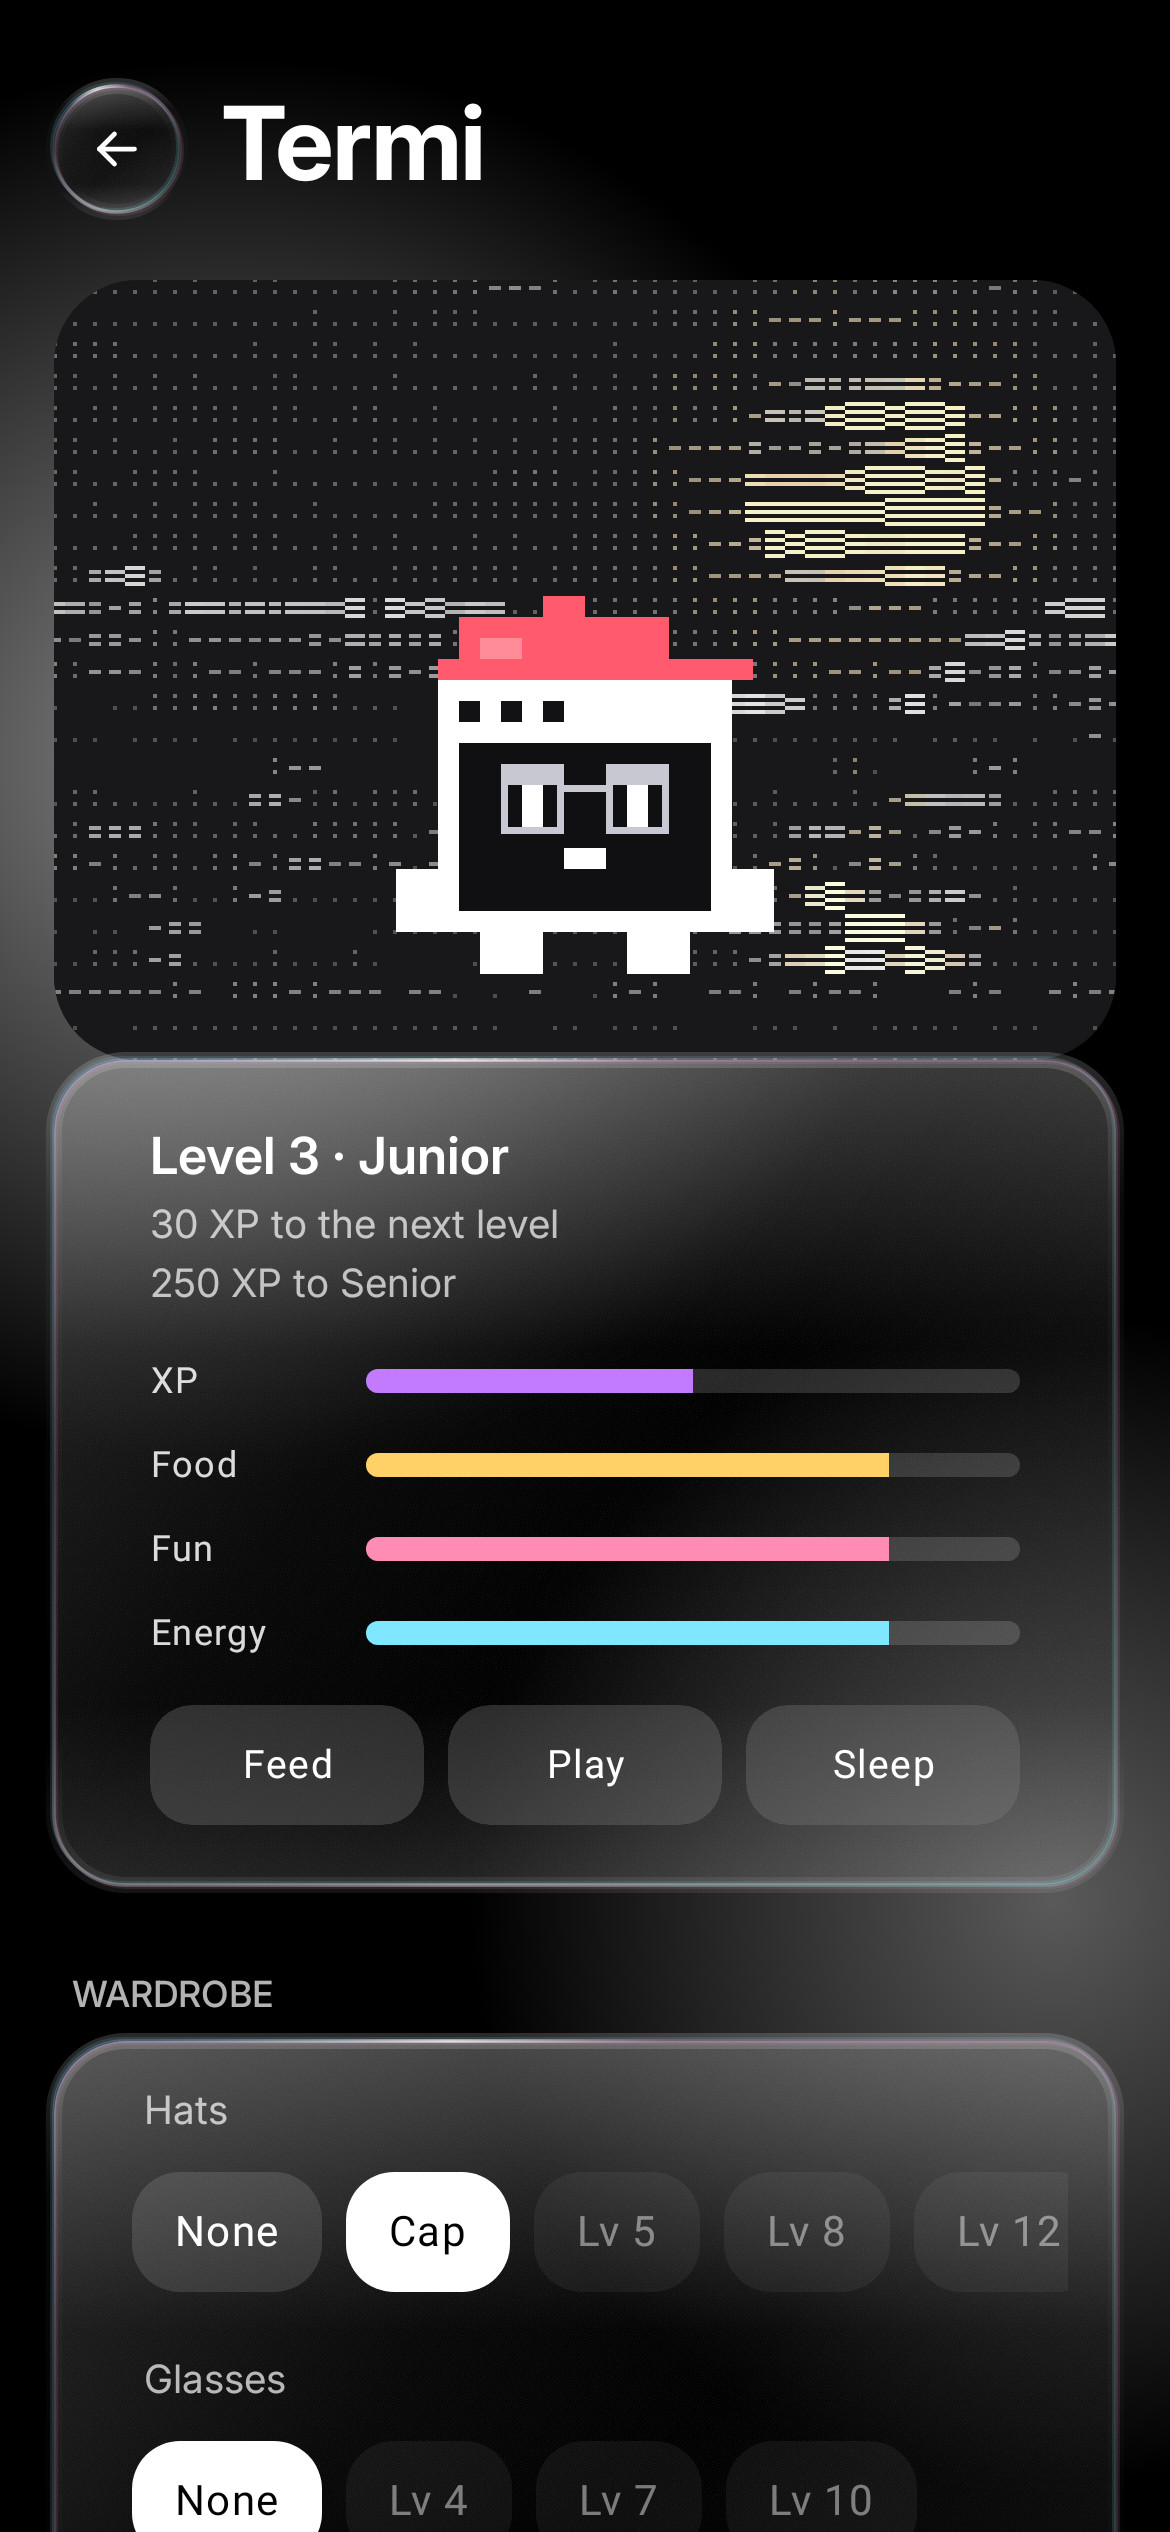 Termi
Level 3 · Junior
30 XP to the next level
250 XP to Senior
XP
Food
Fun
Energy
Feed Play Sleep
WARDROBE
Hats
None Cap Lv 5 Lv 8 Lv 12
Glasses
None Lv 4 Lv 7 Lv 10